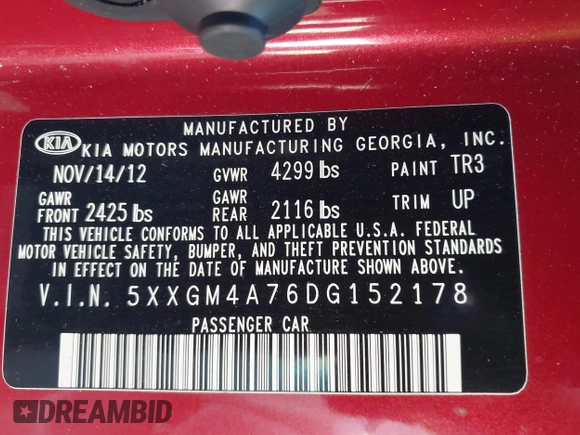 MANUFACTURED BY
KIA KIA MOTORS MANUFACTURING GEORGIA, INC.
NOV/14/12 GVWR 4299 lbs PAINT TR3
GAWR FRONT 2425 lbs GAWR REAR 2116 lbs TRIM UP
THIS VEHICLE CONFORMS TO ALL APPLICABLE U.S.A. FEDERAL
MOTOR VEHICLE SAFETY, BUMPER, AND THEFT PREVENTION STANDARDS
IN EFFECT ON THE DATE OF MANUFACTURE SHOWN ABOVE.
V.I.N. 5XXGM4A76DG152178
PASSENGER CAR
DREAMBID